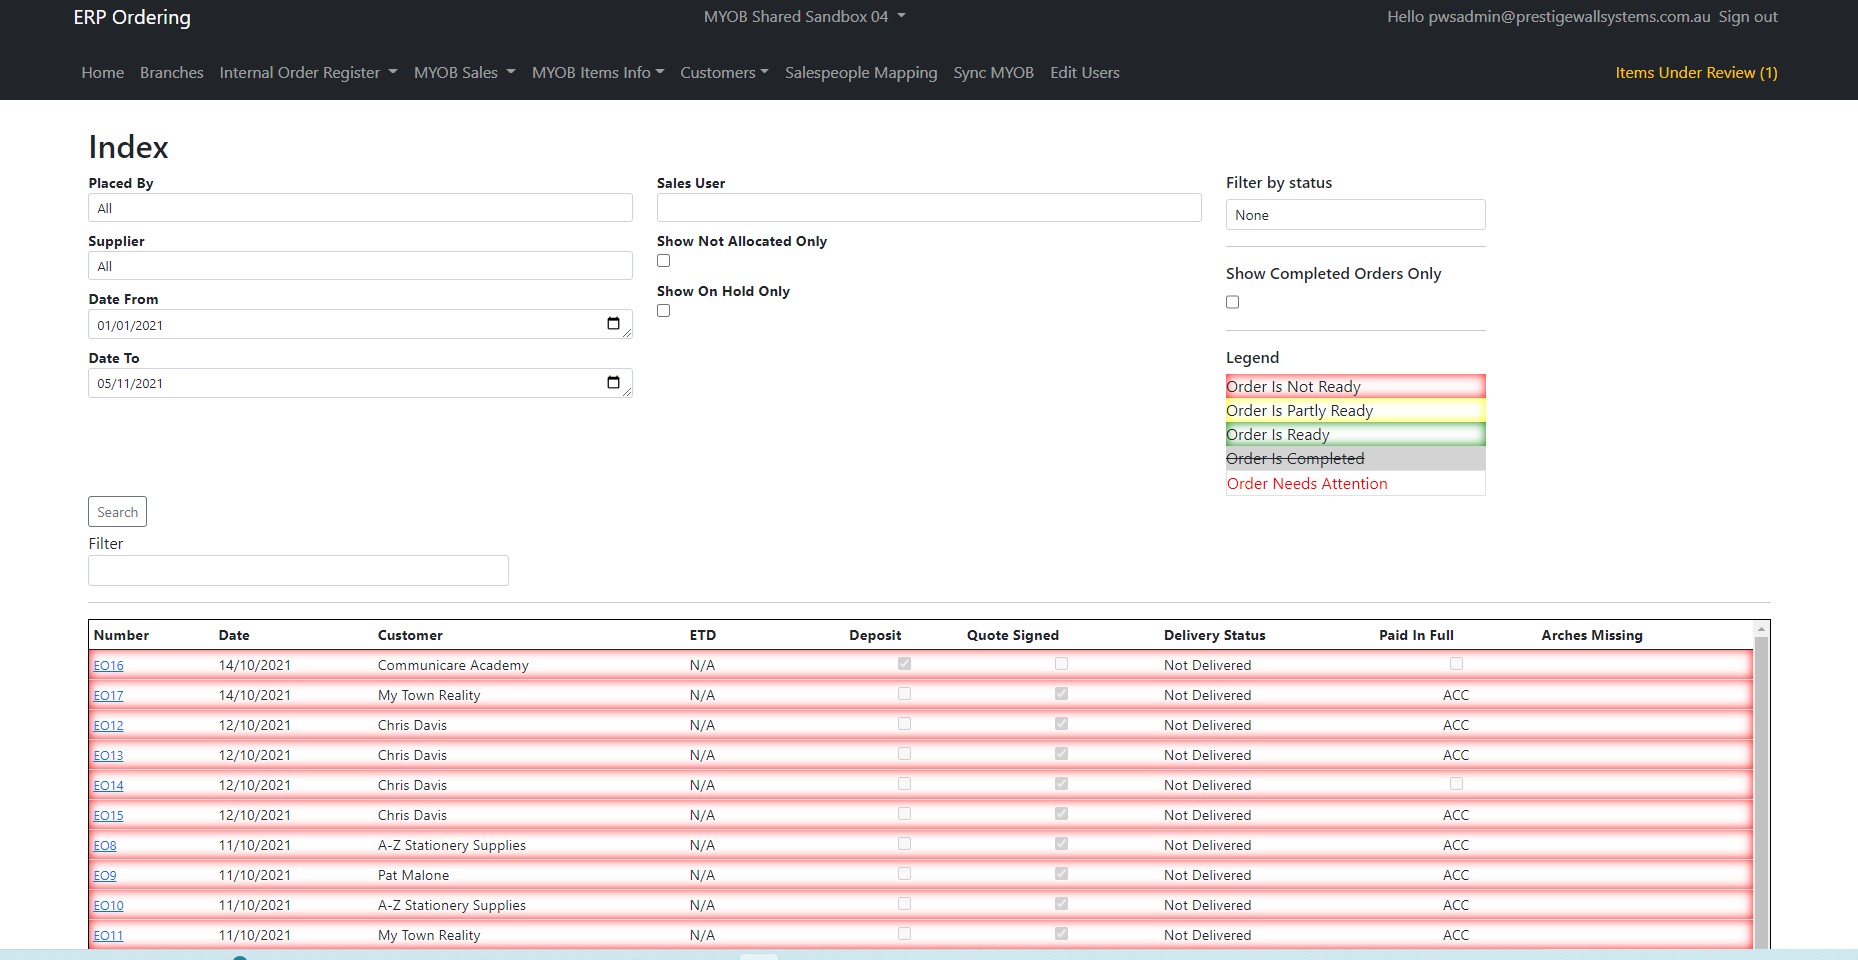 ERP Ordering
MYOB Shared Sandbox 04
Hello pwsadmin@prestigewallsystems.com.au Sign out
Home Branches Internal Order Register MYOB Sales MYOB Items Info Customers Salespeople Mapping Sync MYOB Edit Users
Items Under Review (1)
Index
Placed By
All
Supplier
All
Date From
01/01/2021
Date To
05/11/2021
Sales User
Show Not Allocated Only
Show On Hold Only
Filter by status
None
Show Completed Orders Only
Legend
Order Is Not Ready
Order Is Partly Ready
Order Is Ready
Order Is Completed
Order Needs Attention
Search
Filter
Number Date Customer ETD Deposit Quote Signed Delivery Status Paid In Full Arches Missing
EO16 14/10/2021 Communicare Academy N/A Not Delivered
EO17 14/10/2021 My Town Reality N/A Not Delivered ACC
EO12 12/10/2021 Chris Davis N/A Not Delivered ACC
EO13 12/10/2021 Chris Davis N/A Not Delivered ACC
EO14 12/10/2021 Chris Davis N/A Not Delivered
EO15 12/10/2021 Chris Davis N/A Not Delivered ACC
EO8 11/10/2021 A-Z Stationery Supplies N/A Not Delivered ACC
EO9 11/10/2021 Pat Malone N/A Not Delivered ACC
EO10 11/10/2021 A-Z Stationery Supplies N/A Not Delivered ACC
EO11 11/10/2021 My Town Reality N/A Not Delivered ACC